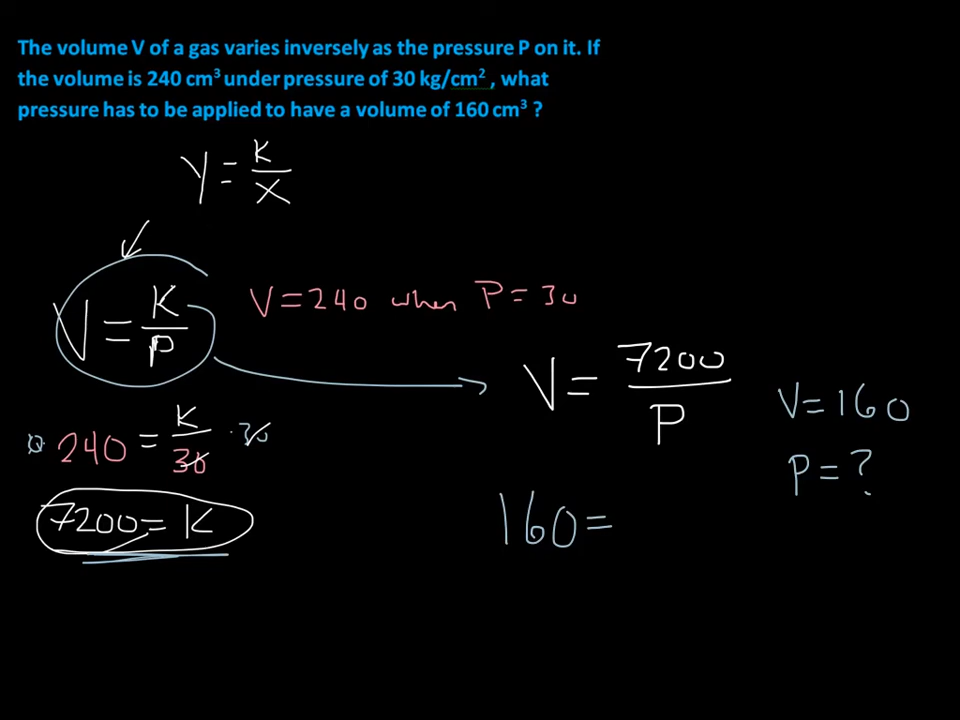 The volume V of a gas varies inversely as the pressure P on it. If
the volume is 240 cm³ under pressure of 30 kg/cm² , what
pressure has to be applied to have a volume of 160 cm³ ?
Y = K/X
V = K/P
V = 240 when P = 30
240 = K/30 · 30
7200 = K
V = 7200/P
V = 160
P = ?
160 =